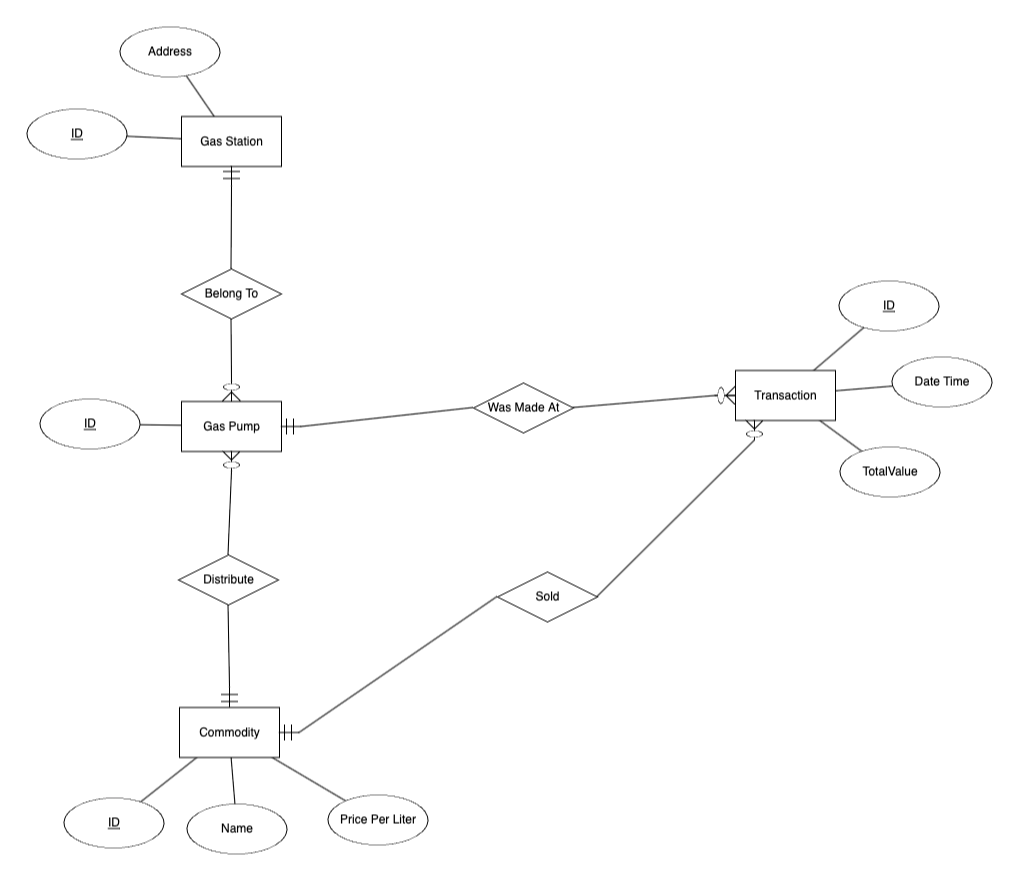 Address
ID
Gas Station
Belong To
ID
Date Time
Was Made At
Transaction
ID
Gas Pump
TotalValue
Distribute
Sold
Commodity
ID
Name
Price Per Liter